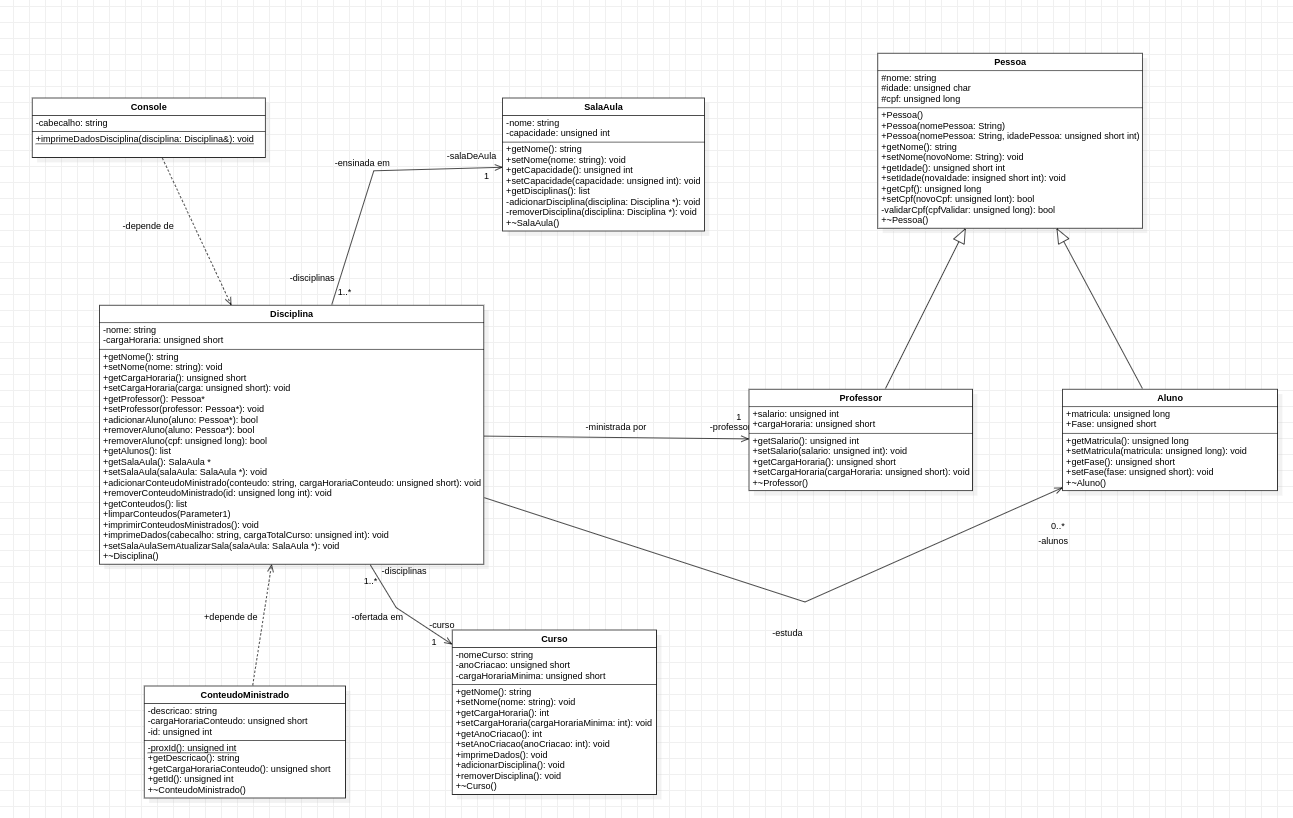 Pessoa
#nome: string
#idade: unsigned char
#cpf: unsigned long
+Pessoa()
+Pessoa(nomePessoa: String)
+Pessoa(nomePessoa: String, idadePessoa: unsigned short int)
+getNome(): string
+setNome(novoNome: String): void
+getIdade(): unsigned short int
+setIdade(novaIdade: insigned short int): void
+getCpf(): unsigned long
+setCpf(novoCpf: unsigned lont): bool
-validarCpf(cpfValidar: unsigned long): bool
+~Pessoa()
Console
-cabecalho: string
+imprimeDadosDisciplina(disciplina: Disciplina&): void
SalaAula
-nome: string
-capacidade: unsigned int
+getNome(): string
+setNome(nome: string): void
+getCapacidade(): unsigned int
+setCapacidade(capacidade: unsigned int): void
+getDisciplinas(): list
-adicionarDisciplina(disciplina: Disciplina *): void
-removerDisciplina(disciplina: Disciplina *): void
+~SalaAula()
-ensinada em
-salaDeAula
1
-depende de
-disciplinas
1..*
Disciplina
-nome: string
-cargaHoraria: unsigned short
+getNome(): string
+setNome(nome: string): void
+getCargaHoraria(): unsigned short
+setCargaHoraria(carga: unsigned short): void
+getProfessor(): Pessoa*
+setProfessor(professor: Pessoa*): void
+adicionarAluno(aluno: Pessoa*): bool
+removerAluno(aluno: Pessoa*): bool
+removerAluno(cpf: unsigned long): bool
+getAlunos(): list
+getSalaAula(): SalaAula *
+setSalaAula(salaAula: SalaAula *): void
+adicionarConteudoMinistrado(conteudo: string, cargaHorariaConteudo: unsigned short): void
+removerConteudoMinistrado(id: unsigned long int): void
+getConteudos(): list
+limparConteudos(Parameter1)
+imprimirConteudosMinistrados(): void
+imprimeDados(cabecalho: string, cargaTotalCurso: unsigned int): void
+setSalaAulaSemAtualizarSala(salaAula: SalaAula *): void
+~Disciplina()
-ministrada por
1
-professor
Professor
+salario: unsigned int
+cargaHoraria: unsigned short
+getSalario(): unsigned int
+setSalario(salario: unsigned int): void
+getCargaHoraria(): unsigned short
+setCargaHoraria(cargaHoraria: unsigned short): void
+~Professor()
Aluno
+matricula: unsigned long
+Fase: unsigned short
+getMatricula(): unsigned long
+setMatricula(matricula: unsigned long): void
+getFase(): unsigned short
+setFase(fase: unsigned short): void
+~Aluno()
0..*
-alunos
-estuda
-disciplinas
1..*
+depende de
-ofertada em
-curso
1
Curso
-nomeCurso: string
-anoCriacao: unsigned short
-cargaHorariaMinima: unsigned short
+getNome(): string
+setNome(nome: string): void
+getCargaHoraria(): int
+setCargaHoraria(cargaHorariaMinima: int): void
+getAnoCriacao(): int
+setAnoCriacao(anoCriacao: int): void
+imprimeDados(): void
+adicionarDisciplina(): void
+removerDisciplina(): void
+~Curso()
ConteudoMinistrado
-descricao: string
-cargaHorariaConteudo: unsigned short
-id: unsigned int
-proxId(): unsigned int
+getDescricao(): string
+getCargaHorariaConteudo(): unsigned short
+getId(): unsigned int
+~ConteudoMinistrado()